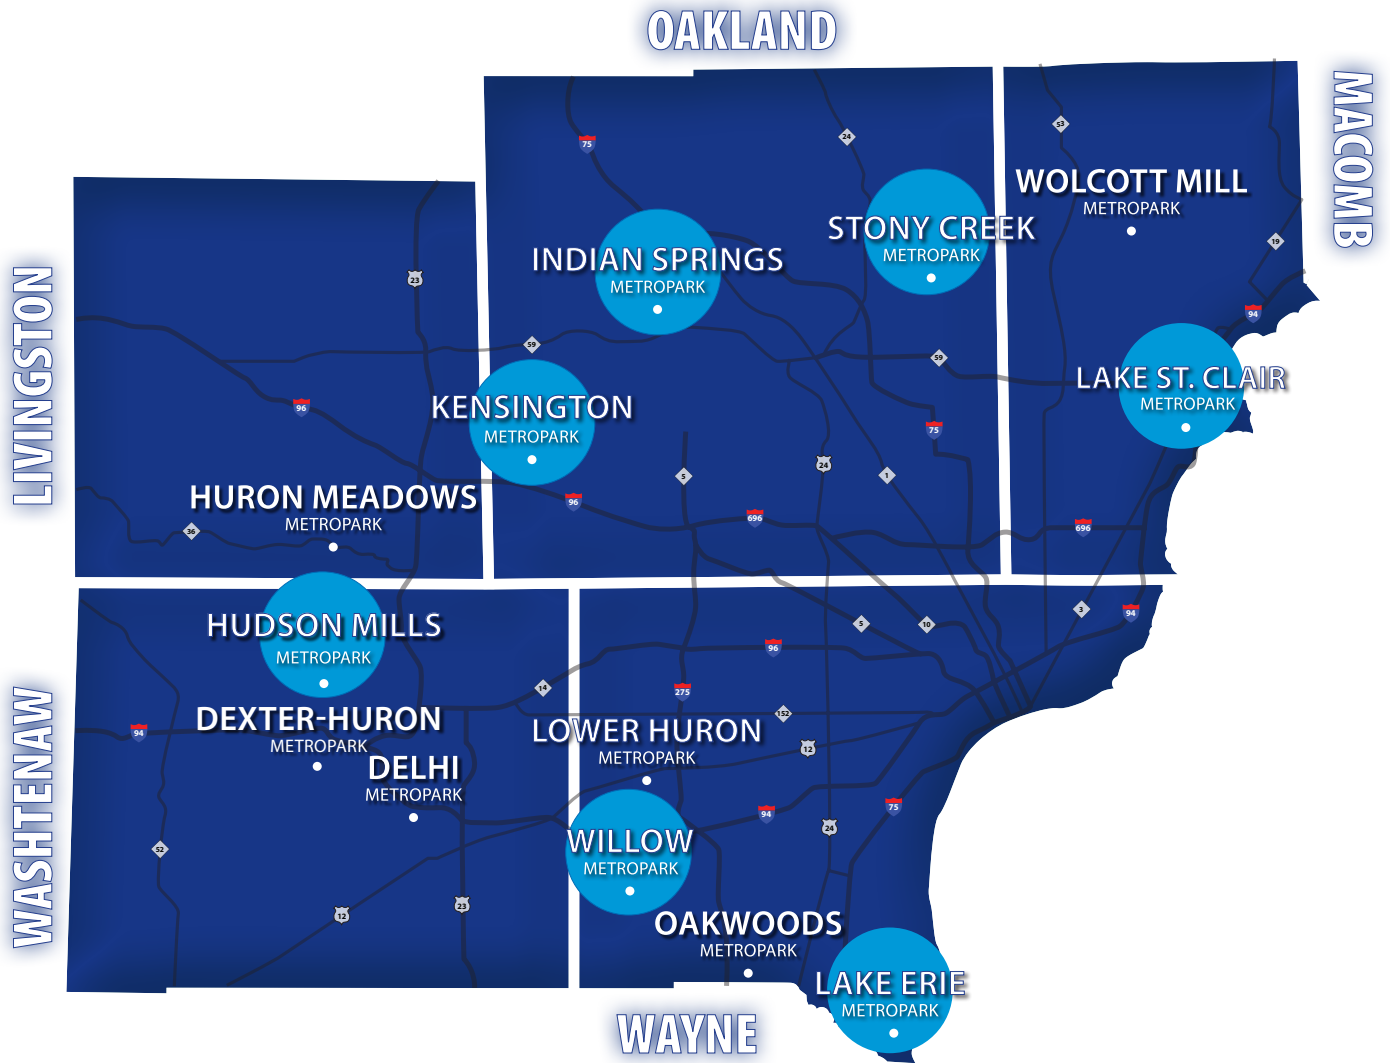 OAKLAND
MACOMB
LIVINGSTON
WASHTENAW
WAYNE
75
24
53
WOLCOTT MILL
METROPARK
STONY CREEK
METROPARK
19
INDIAN SPRINGS
METROPARK
23
94
59
59
LAKE ST. CLAIR
METROPARK
KENSINGTON
METROPARK
96
75
24
5
1
HURON MEADOWS
METROPARK
96
696
696
36
HUDSON MILLS
METROPARK
3
94
5
10
96
14
275
152
DEXTER-HURON
METROPARK
94
LOWER HURON
METROPARK
12
DELHI
METROPARK
94
75
24
WILLOW
METROPARK
52
12
23
OAKWOODS
METROPARK
LAKE ERIE
METROPARK